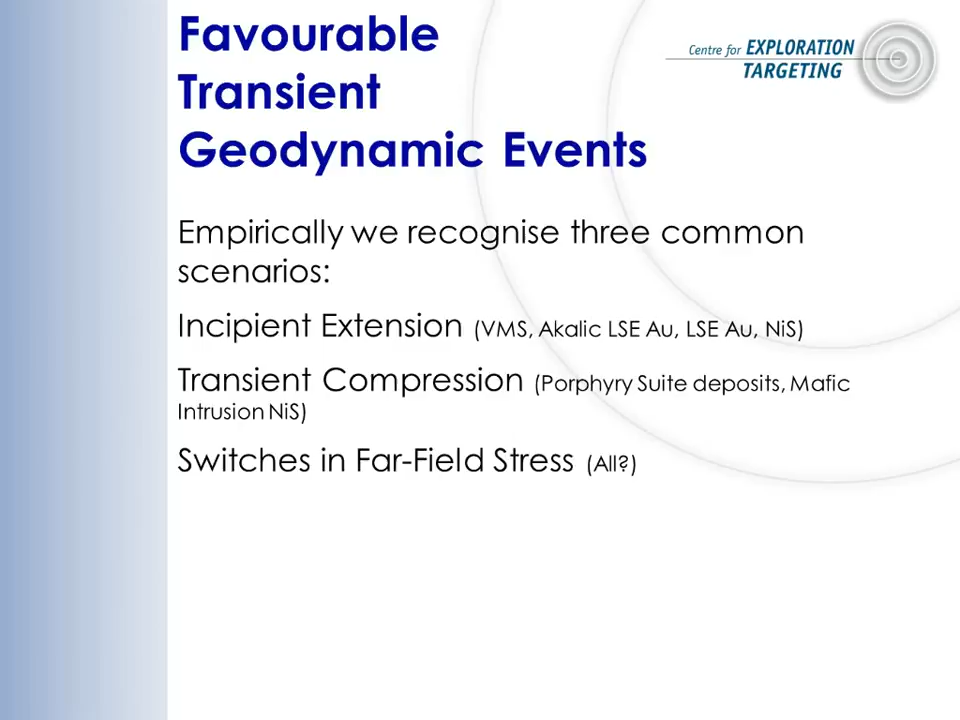 Favourable
Transient
Geodynamic Events
Centre for EXPLORATION
TARGETING
Empirically we recognise three common
scenarios:
Incipient Extension (VMS, Akalic LSE Au, LSE Au, NiS)
Transient Compression (Porphyry Suite deposits, Mafic
Intrusion NiS)
Switches in Far-Field Stress (All?)